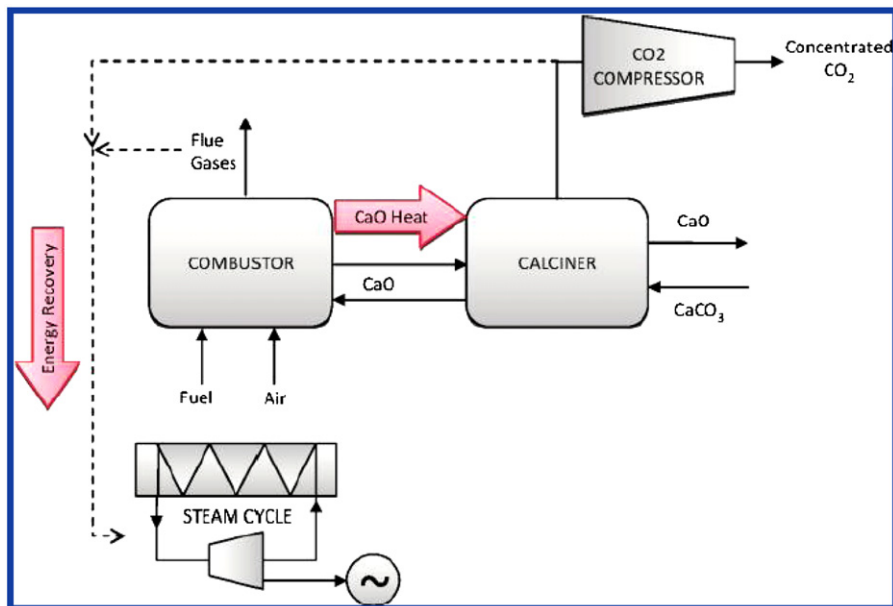 CO2
COMPRESSOR
Concentrated
CO2
Flue
Gases
CaO Heat
COMBUSTOR
CALCINER
CaO
CaO
CaCO3
Energy Recovery
Fuel
Air
STEAM CYCLE
~